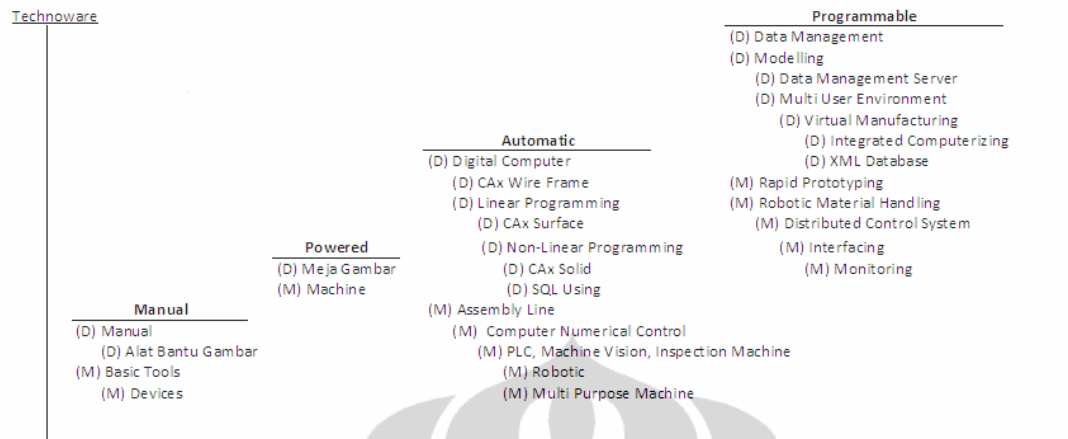 Technoware
Programmable
(D) Data Management
(D) Modelling
(D) Data Management Server
(D) Multi User Environment
(D) Virtual Manufacturing
(D) Integrated Computerizing
(D) XML Database
(M) Rapid Prototyping
(M) Robotic Material Handling
(M) Distributed Control System
(M) Interfacing
(M) Monitoring
Automatic
(D) Digital Computer
(D) CAx Wire Frame
(D) Linear Programming
(D) CAx Surface
(D) Non-Linear Programming
(D) CAx Solid
(D) SQL Using
(M) Assembly Line
(M) Computer Numerical Control
(M) PLC, Machine Vision, Inspection Machine
(M) Robotic
(M) Multi Purpose Machine
Powered
(D) Meja Gambar
(M) Machine
Manual
(D) Manual
(D) Alat Bantu Gambar
(M) Basic Tools
(M) Devices